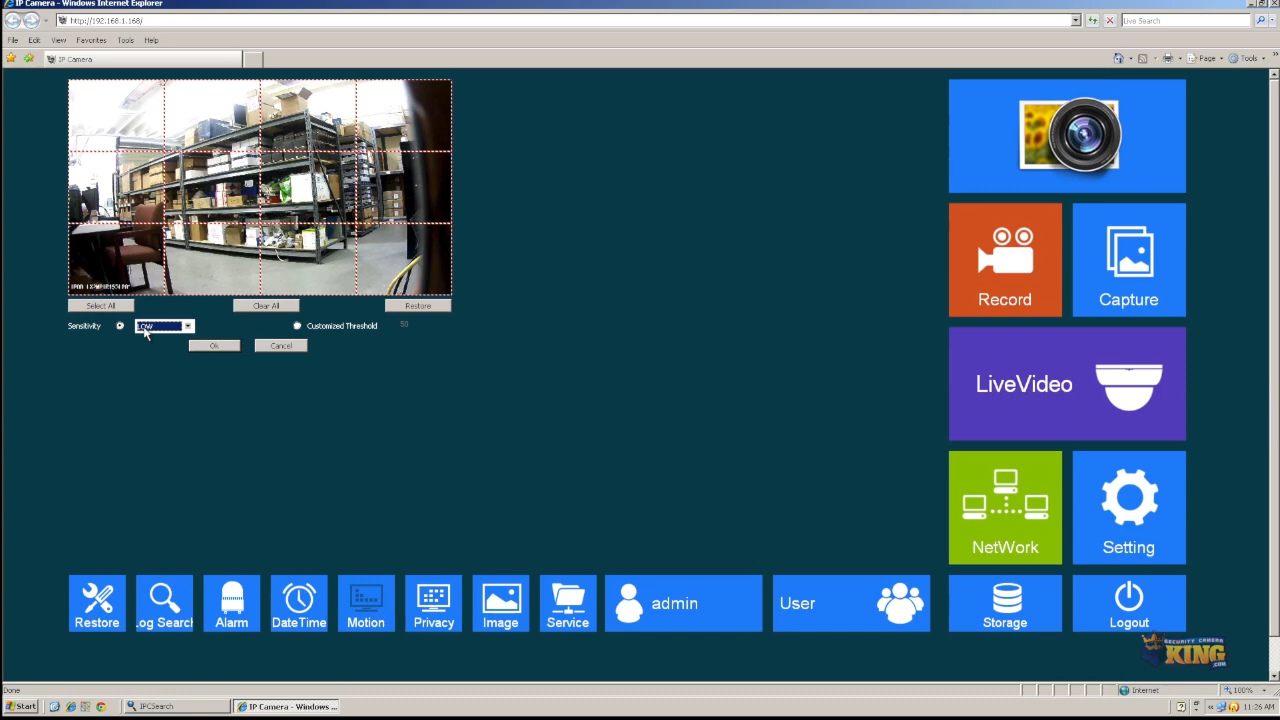 IP Camera - Windows Internet Explorer
http://192.168.1.168/
Live Search
File Edit View Favorites Tools Help
IP Camera
Page Tools
Select All Clear All Restore
Sensitivity Low Customized Threshold 50
Ok Cancel
Record Capture
LiveVideo
NetWork Setting
Restore Log Search Alarm DateTime Motion Privacy Image Service admin User Storage Logout
SECURITY CAMERA
KING
.COM
Done Internet 100%
Start IPCSearch IP Camera - Windows ... 11:26 AM